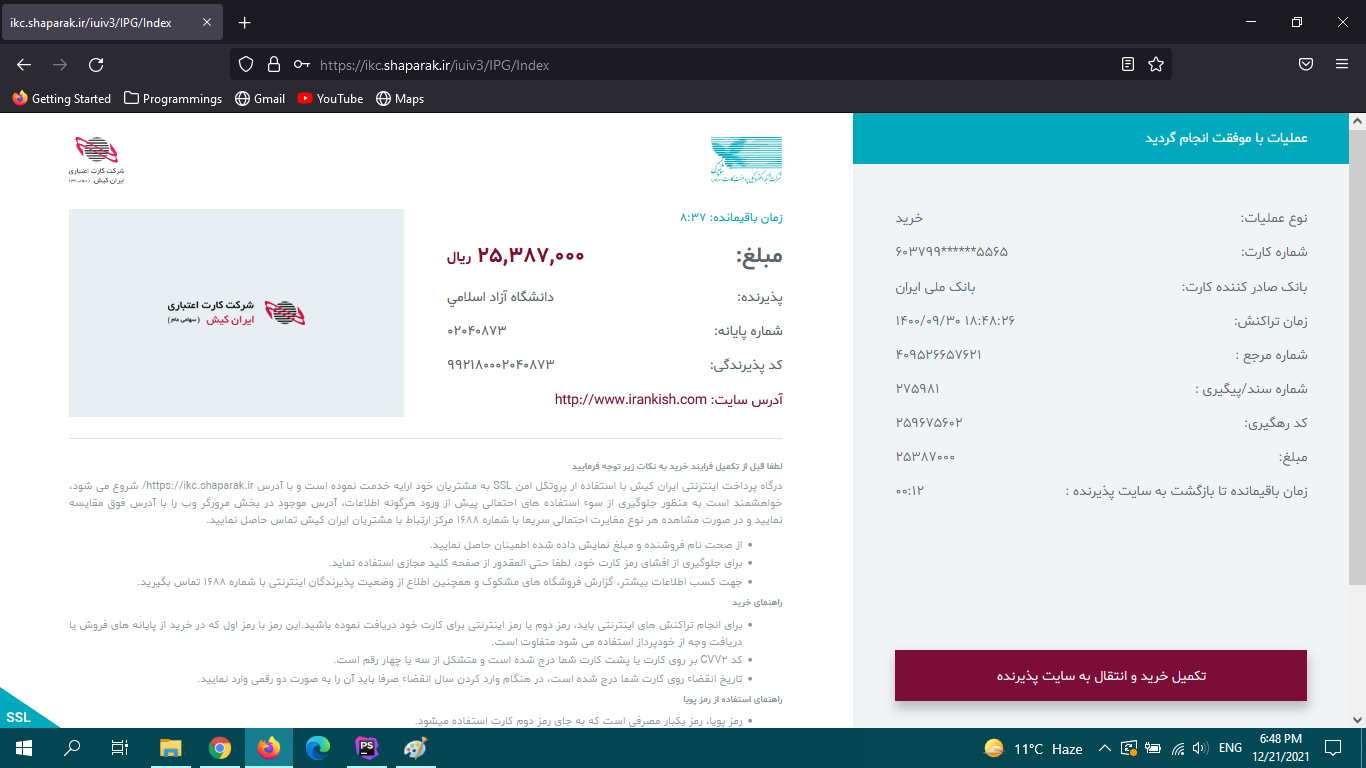 ikc.shaparak.ir/iuiv3/IPG/Index
https://ikc.shaparak.ir/iuiv3/IPG/Index
Getting Started
Programmings
Gmail
YouTube
Maps
عملیات با موفقت انجام گردید
نوع عملیات: خرید
شماره کارت: ۶۰۳۷۹۹******۵۵۶۵
بانک صادر کننده کارت: بانک ملی ایران
زمان تراکنش: ۱۴۰۰/۰۹/۳۰ ۱۸:۴۸:۲۶
شماره مرجع : ۴۰۹۵۲۶۶۵۷۶۲۱
شماره سند/پیگیری : ۲۷۵۹۸۱
کد رهگیری: ۲۵۹۶۷۵۶۰۲
مبلغ: ۲۵۳۸۷۰۰۰
زمان باقیمانده تا بازگشت به سایت پذیرنده : ۰۰:۱۲
تکمیل خرید و انتقال به سایت پذیرنده
شرکت کارت اعتباری
ایران کیش
زمان باقیمانده: ۸:۳۷
مبلغ: ۲۵,۳۸۷,۰۰۰ ریال
پذیرنده: دانشگاه آزاد اسلامي
شماره پایانه: ۰۲۰۴۰۸۷۳
کد پذیرندگی: ۹۹۲۱۸۰۰۰۲۰۴۰۸۷۳
آدرس سایت: http://www.irankish.com
شرکت کارت اعتباری
ایران کیش (سهامی عام)
لطفا قبل از تکمیل فرایند خرید به نکات زیر توجه فرمایید
درگاه پرداخت اینترنتی ایران کیش با استفاده از پروتکل امن SSL به مشتریان خود ارایه خدمت نموده است و با آدرس https://ikc.shaparak.ir/ شروع می شود،
خواهشمند است به منظور جلوگیری از سوء استفاده های احتمالی پیش از ورود هرگونه اطلاعات، آدرس موجود در بخش مرورگر وب را با آدرس فوق مقایسه
نمایید و در صورت مشاهده هر نوع مغایرت احتمالی سریعا با شماره ۱۶۸۸ مرکز ارتباط با مشتریان ایران کیش تماس حاصل نمایید.
• از صحت نام فروشنده و مبلغ نمایش داده شده اطمینان حاصل نمایید.
• برای جلوگیری از افشای رمز کارت خود، لطفا حتی المقدور از صفحه کلید مجازی استفاده نماید.
• جهت کسب اطلاعات بیشتر، گزارش فروشگاه های مشکوک و همچنین اطلاع از وضعیت پذیرندگان اینترنتی با شماره ۱۶۸۸ تماس بگیرید.
راهنمای خرید
• برای انجام تراکنش های اینترنتی باید، رمز دوم یا رمز اینترنتی برای کارت خود دریافت نموده باشید.این رمز با رمز اول که در خرید از پایانه های فروش یا
دریافت وجه از خودپرداز استفاده می شود متفاوت است.
• کد CVV۲ بر روی کارت یا پشت کارت شما درج شده است و متشکل از سه یا چهار رقم است.
• تاریخ انقضاء روی کارت شما درج شده است، در هنگام وارد کردن سال انقضاء صرفا باید آن را به صورت دو رقمی وارد نمایید.
راهنمای استفاده از رمز پویا
• رمز پویا، رمز یکبار مصرفی است که به جای رمز دوم کارت استفاده میشود.
SSL
11°C Haze
ENG
6:48 PM
12/21/2021